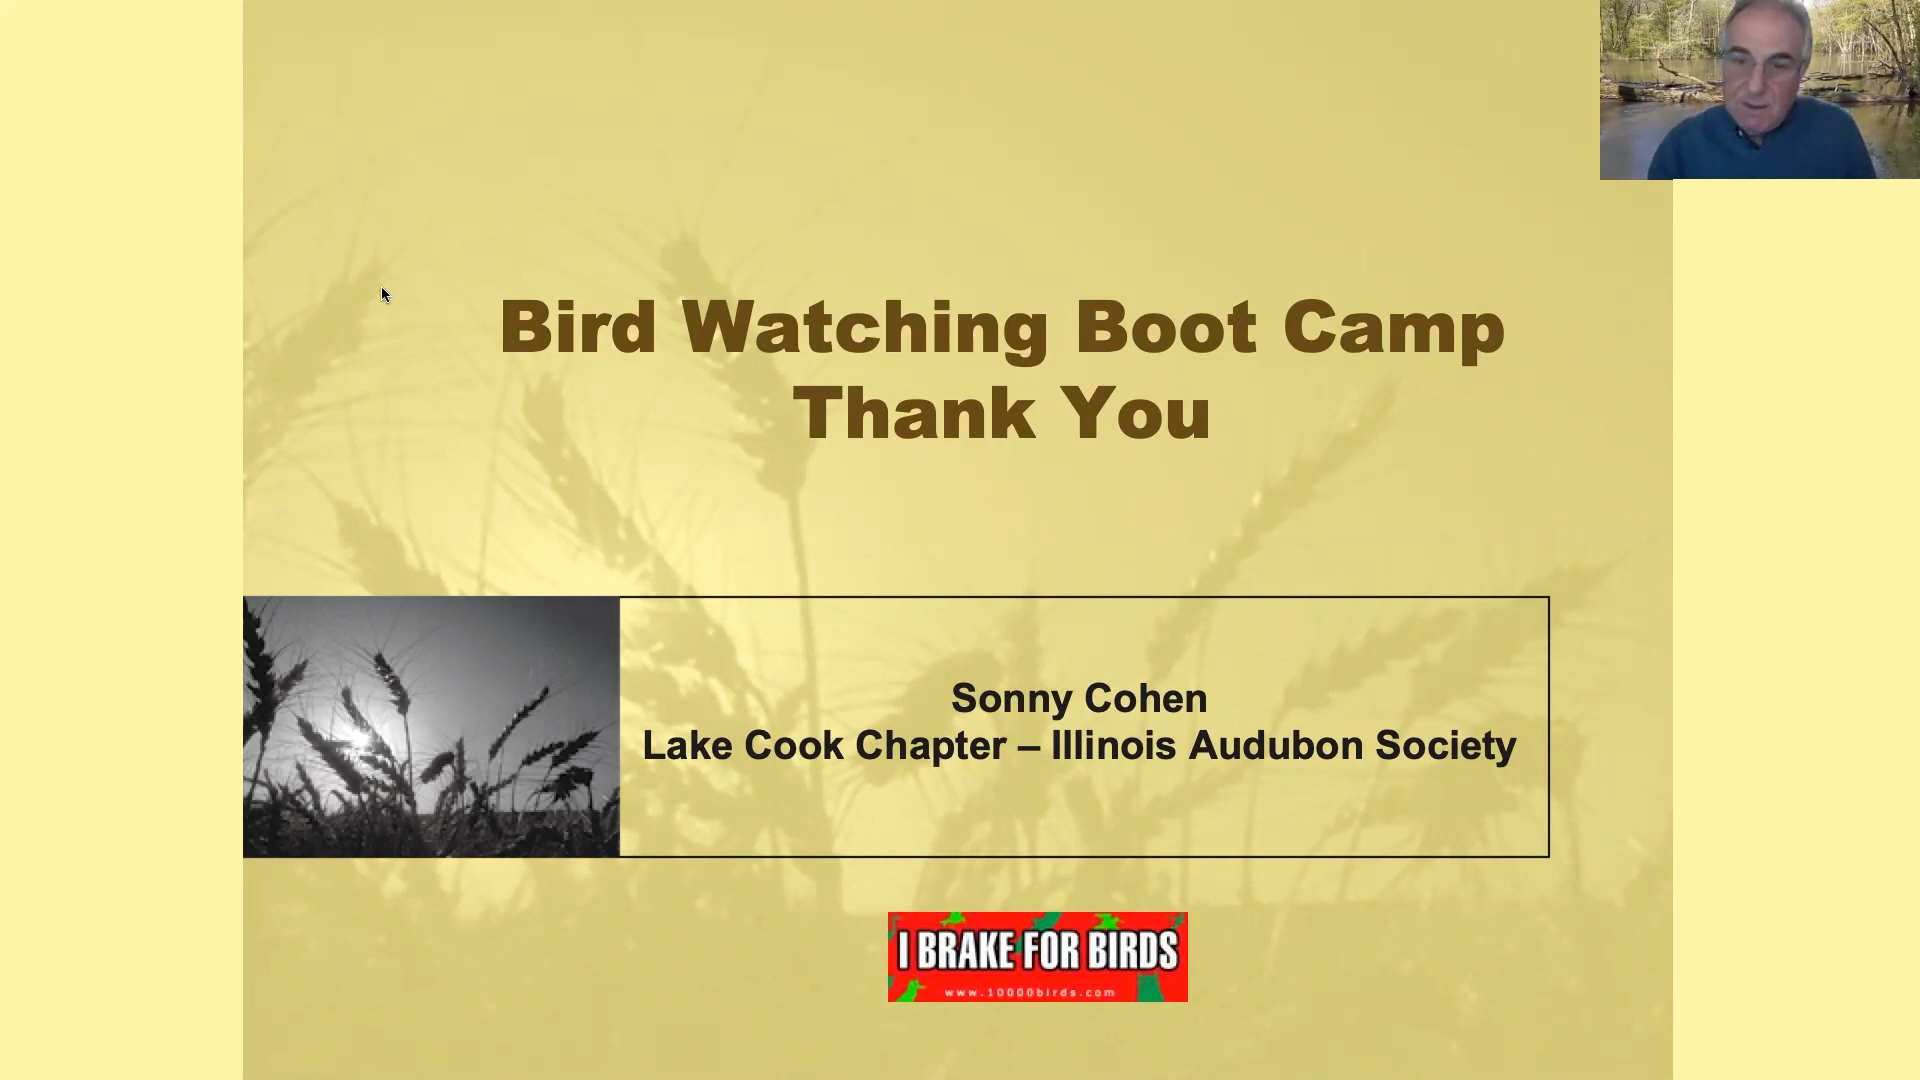 Bird Watching Boot Camp
Thank You
Sonny Cohen
Lake Cook Chapter – Illinois Audubon Society
I BRAKE FOR BIRDS
www.10000birds.com